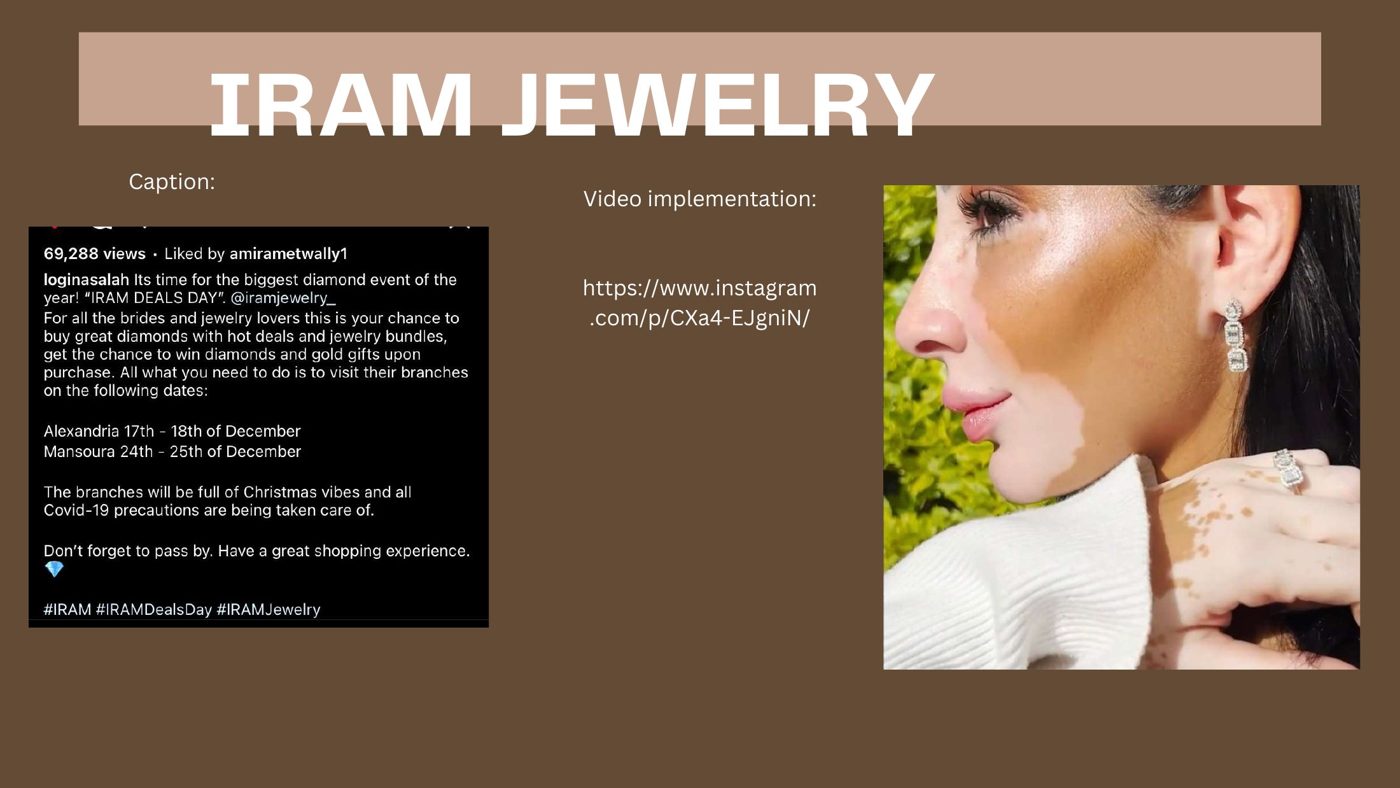 IRAM JEWELRY
Caption:
69,288 views · Liked by amirametwally1
loginasalah Its time for the biggest diamond event of the
year! “IRAM DEALS DAY”. @iramjewelry_
For all the brides and jewelry lovers this is your chance to
buy great diamonds with hot deals and jewelry bundles,
get the chance to win diamonds and gold gifts upon
purchase. All what you need to do is to visit their branches
on the following dates:
Alexandria 17th - 18th of December
Mansoura 24th - 25th of December
The branches will be full of Christmas vibes and all
Covid-19 precautions are being taken care of.
Don’t forget to pass by. Have a great shopping experience.
💎
#IRAM #IRAMDealsDay #IRAMJewelry
Video implementation:
https://www.instagram
.com/p/CXa4-EJgniN/